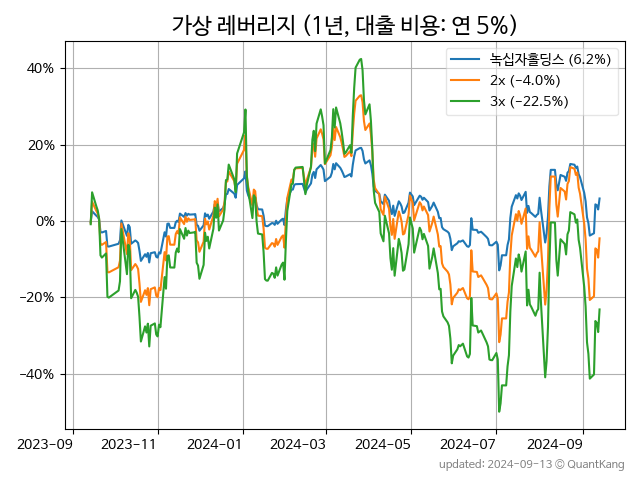 가상 레버리지 (1년, 대출 비용: 연 5%)
녹십자홀딩스 (6.2%)
2x (−4.0%)
3x (−22.5%)
40%
20%
0%
−20%
−40%
2023-09 2023-11 2024-01 2024-03 2024-05 2024-07 2024-09
updated: 2024-09-13 © QuantKang